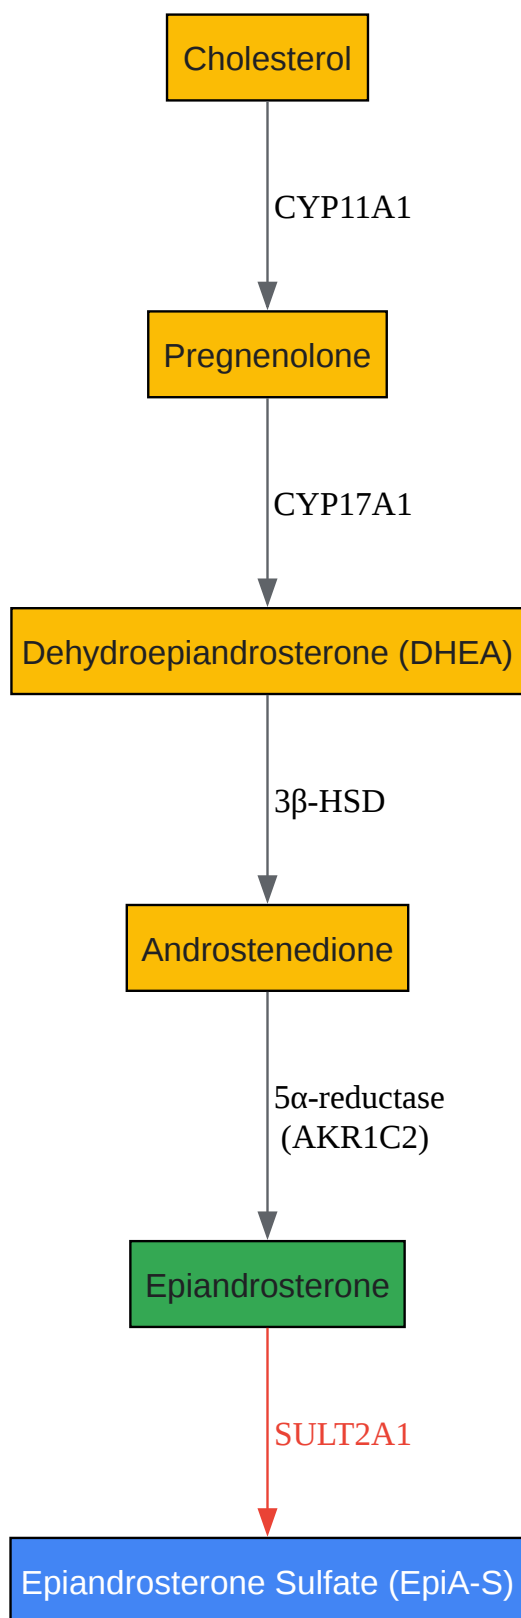 Cholesterol
CYP11A1
Pregnenolone
CYP17A1
Dehydroepiandrosterone (DHEA)
3β-HSD
Androstenedione
5α-reductase
(AKR1C2)
Epiandrosterone
SULT2A1
Epiandrosterone Sulfate (EpiA-S)